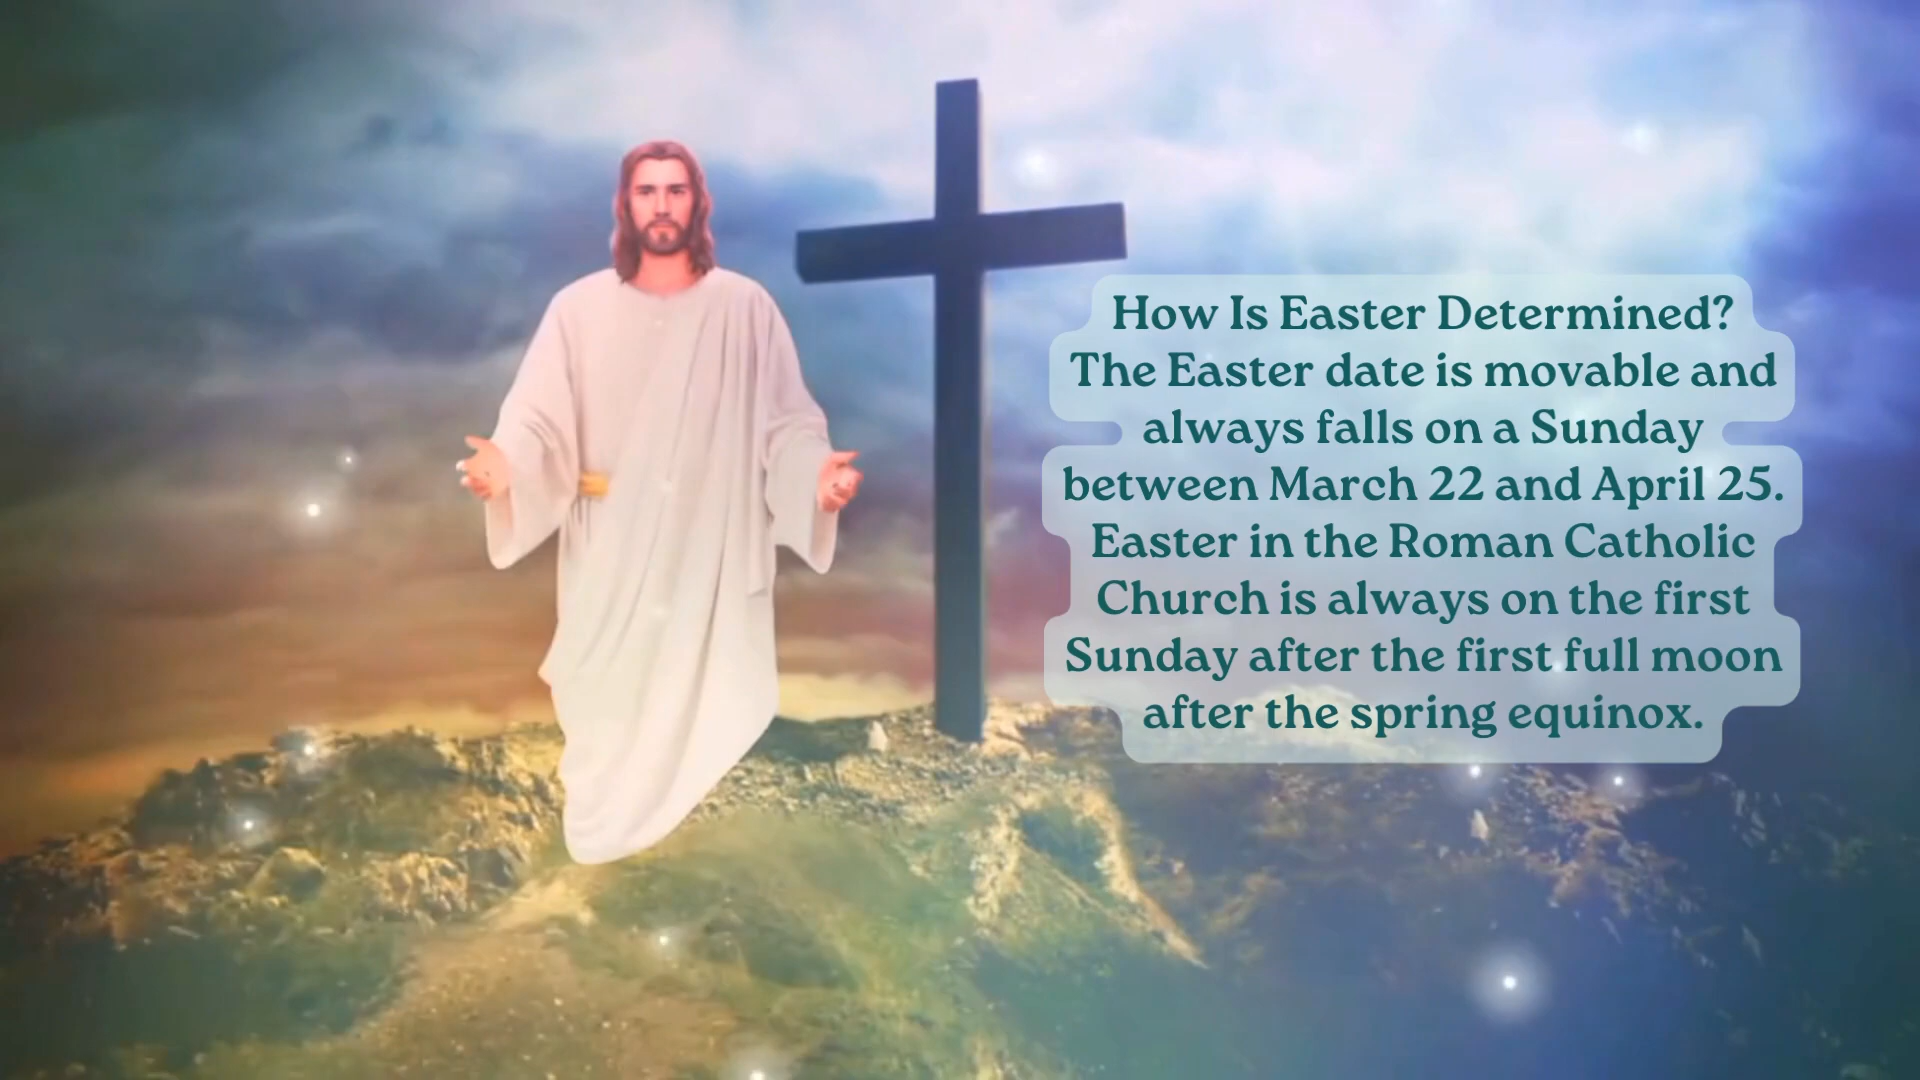 How Is Easter Determined?
The Easter date is movable and
always falls on a Sunday
between March 22 and April 25.
Easter in the Roman Catholic
Church is always on the first
Sunday after the first full moon
after the spring equinox.